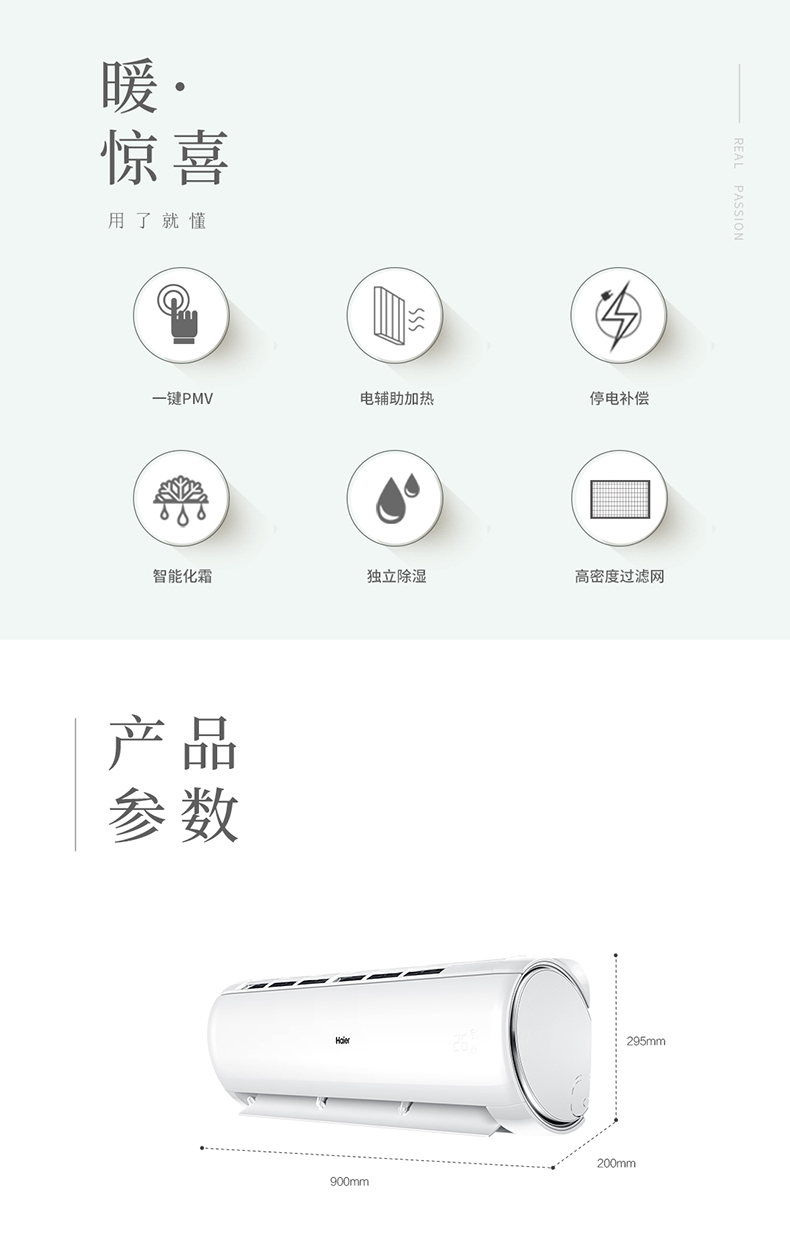 暖·
惊喜
用了就懂
REAL PASSION
一键PMV
电辅助加热
停电补偿
智能化霜
独立除湿
高密度过滤网
产品
参数
Haier
26
295mm
200mm
900mm